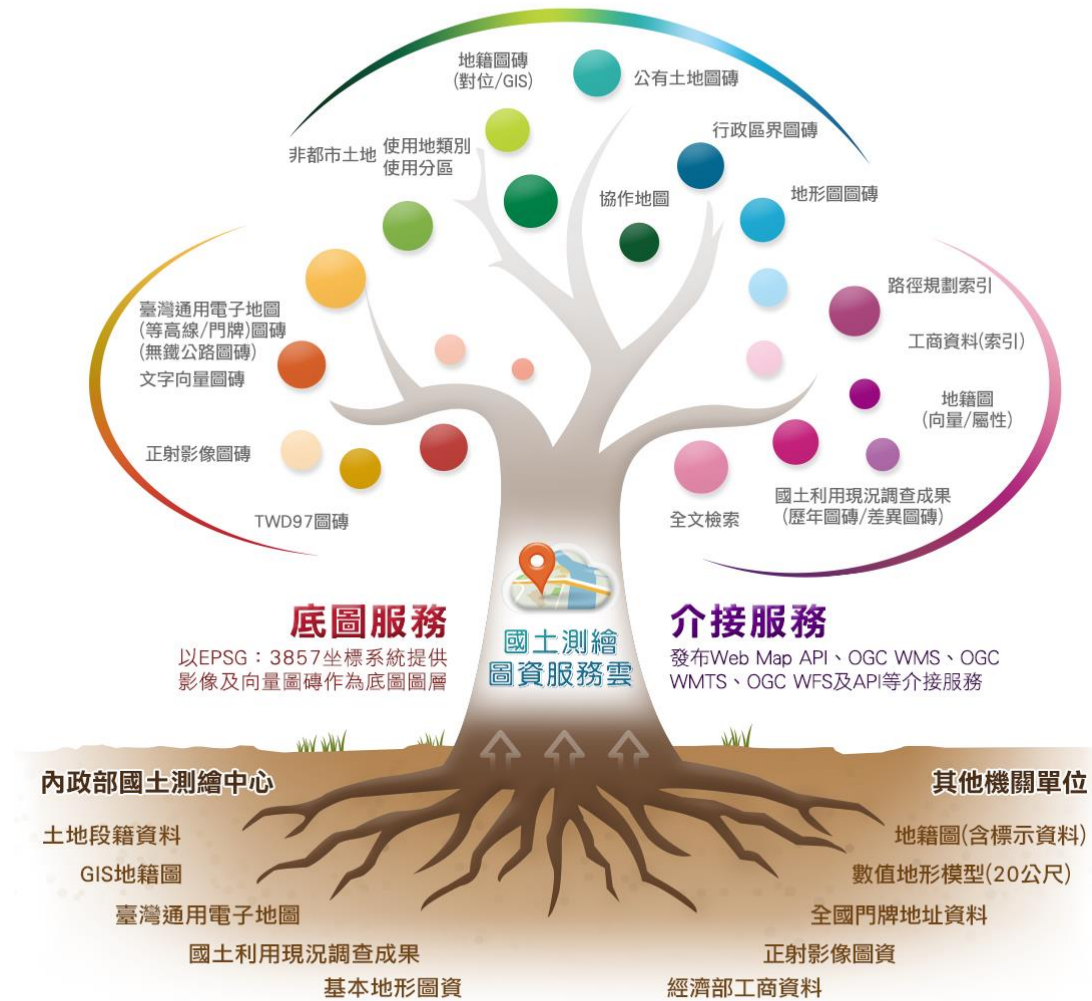 地籍圖磚
(對位/GIS)
公有土地圖磚
行政區界圖磚
非都市土地
使用地類別
使用分區
協作地圖
地形圖圖磚
臺灣通用電子地圖
(等高線/門牌)圖磚
(無鐵公路圖磚)
文字向量圖磚
正射影像圖磚
TWD97圖磚
路徑規劃索引
工商資料(索引)
地籍圖
(向量/屬性)
國土利用現況調查成果
(歷年圖磚/差異圖磚)
全文檢索
底圖服務
以EPSG：3857坐標系統提供
影像及向量圖磚作為底圖圖層
國土測繪
圖資服務雲
介接服務
發布Web Map API、OGC WMS、OGC
WMTS、OGC WFS及API等介接服務
內政部國土測繪中心
土地段籍資料
GIS地籍圖
臺灣通用電子地圖
國土利用現況調查成果
基本地形圖資
其他機關單位
地籍圖(含標示資料)
數值地形模型(20公尺)
全國門牌地址資料
正射影像圖資
經濟部工商資料